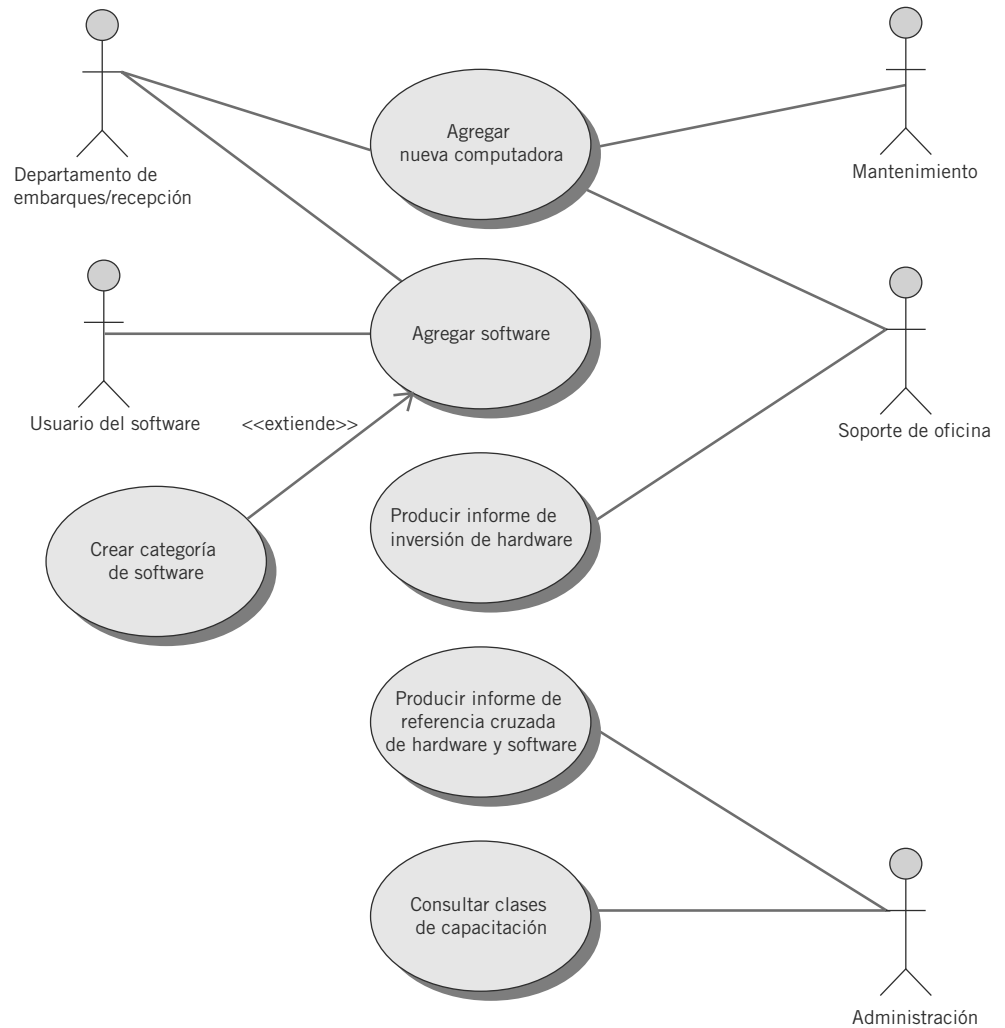 Agregar
nueva computadora
Departamento de
embarques/recepción
Mantenimiento
Agregar software
Usuario del software
<<extiende>>
Soporte de oficina
Producir informe de
inversión de hardware
Crear categoría
de software
Producir informe de
referencia cruzada
de hardware y software
Consultar clases
de capacitación
Administración